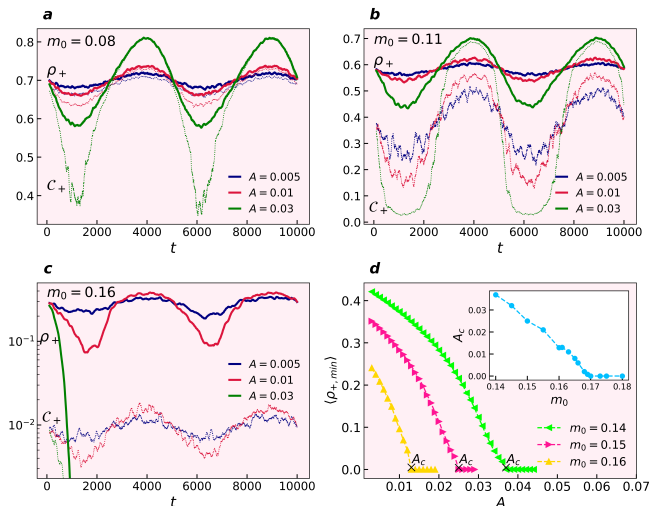 a
m₀ = 0.08
ρ₊
C₊
A = 0.005
A = 0.01
A = 0.03
0.8
0.7
0.6
0.5
0.4
0
2000
4000
6000
8000
10000
t
b
m₀ = 0.11
ρ₊
C₊
A = 0.005
A = 0.01
A = 0.03
0.7
0.6
0.5
0.4
0.3
0.2
0.1
0.0
0
2000
4000
6000
8000
10000
t
c
m₀ = 0.16
ρ₊
C₊
A = 0.005
A = 0.01
A = 0.03
10⁻¹
10⁻²
0
2000
4000
6000
8000
10000
t
d
⟨ρ₊,min⟩
0.4
0.3
0.2
0.1
0.0
A_c
A_c
A_c
m₀ = 0.14
m₀ = 0.15
m₀ = 0.16
0.01
0.02
0.03
0.04
0.05
0.06
0.07
A
A_c
0.03
0.02
0.01
0.00
0.14
0.15
0.16
0.17
0.18
m₀